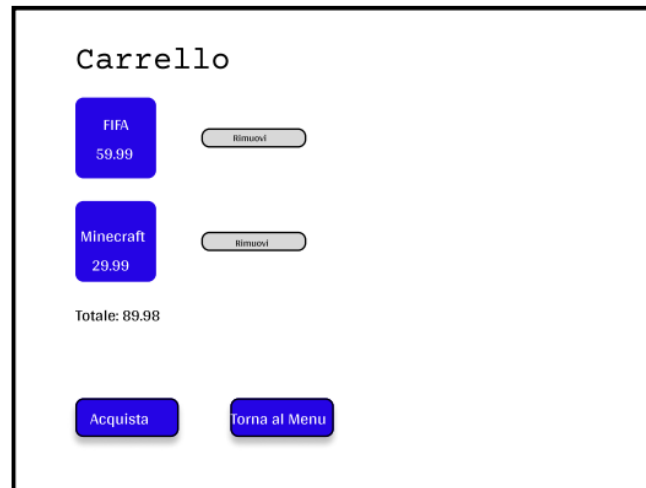 Carrello
FIFA
59.99
Rimuovi
Minecraft
29.99
Rimuovi
Totale: 89.98
Acquista
Torna al Menu